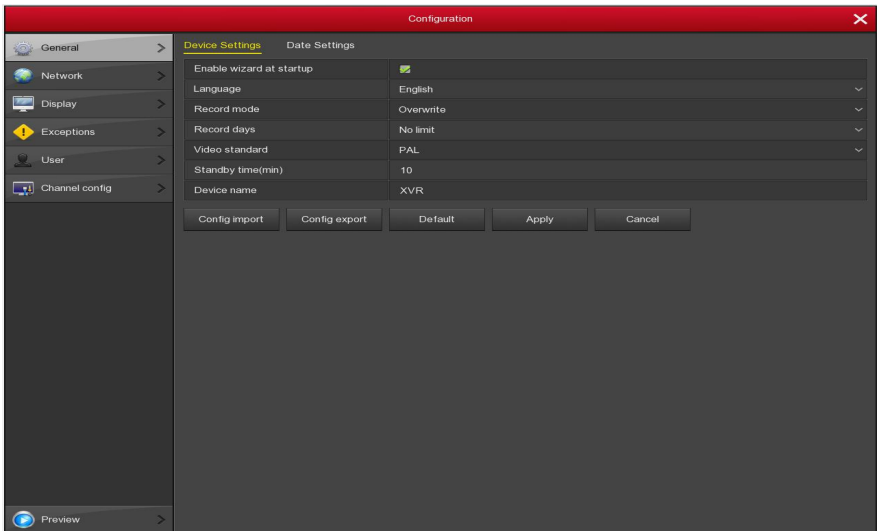 Configuration
General
Network
Display
Exceptions
User
Channel config
Preview
Device Settings Date Settings
Enable wizard at startup
Language English
Record mode Overwrite
Record days No limit
Video standard PAL
Standby time(min) 10
Device name XVR
Config import Config export Default Apply Cancel